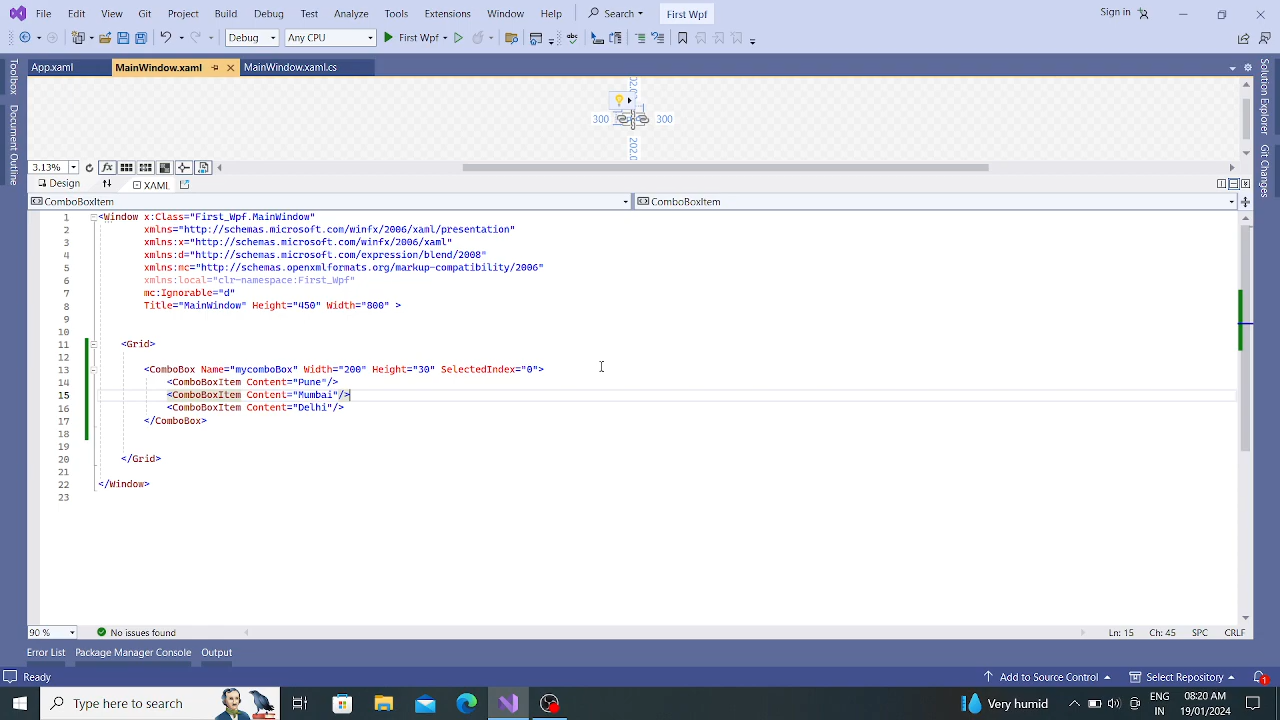 File Edit View Git Project Build Debug Design Format Test Analyze Tools Extensions Window Help Search First Wpf Sign in
Debug Any CPU First Wpf
App.xaml MainWindow.xaml MainWindow.xaml.cs
Toolbox
Document Outline
Solution Explorer
Git Changes
300 300
3.13%
Design XAML
ComboBoxItem ComboBoxItem
1 <Window x:Class="First_Wpf.MainWindow"
2 xmlns="http://schemas.microsoft.com/winfx/2006/xaml/presentation"
3 xmlns:x="http://schemas.microsoft.com/winfx/2006/xaml"
4 xmlns:d="http://schemas.microsoft.com/expression/blend/2008"
5 xmlns:mc="http://schemas.openxmlformats.org/markup-compatibility/2006"
6 xmlns:local="clr-namespace:First_Wpf"
7 mc:Ignorable="d"
8 Title="MainWindow" Height="450" Width="800" >
9
10
11 <Grid>
12
13 <ComboBox Name="mycomboBox" Width="200" Height="30" SelectedIndex="0">
14 <ComboBoxItem Content="Pune"/>
15 <ComboBoxItem Content="Mumbai"/>
16 <ComboBoxItem Content="Delhi"/>
17 </ComboBox>
18
19
20 </Grid>
21
22 </Window>
23
90 % No issues found Ln: 15 Ch: 45 SPC CRLF
Error List Package Manager Console Output
Ready Add to Source Control Select Repository 1
Type here to search Very humid ENG 08:20 AM
IN 19/01/2024